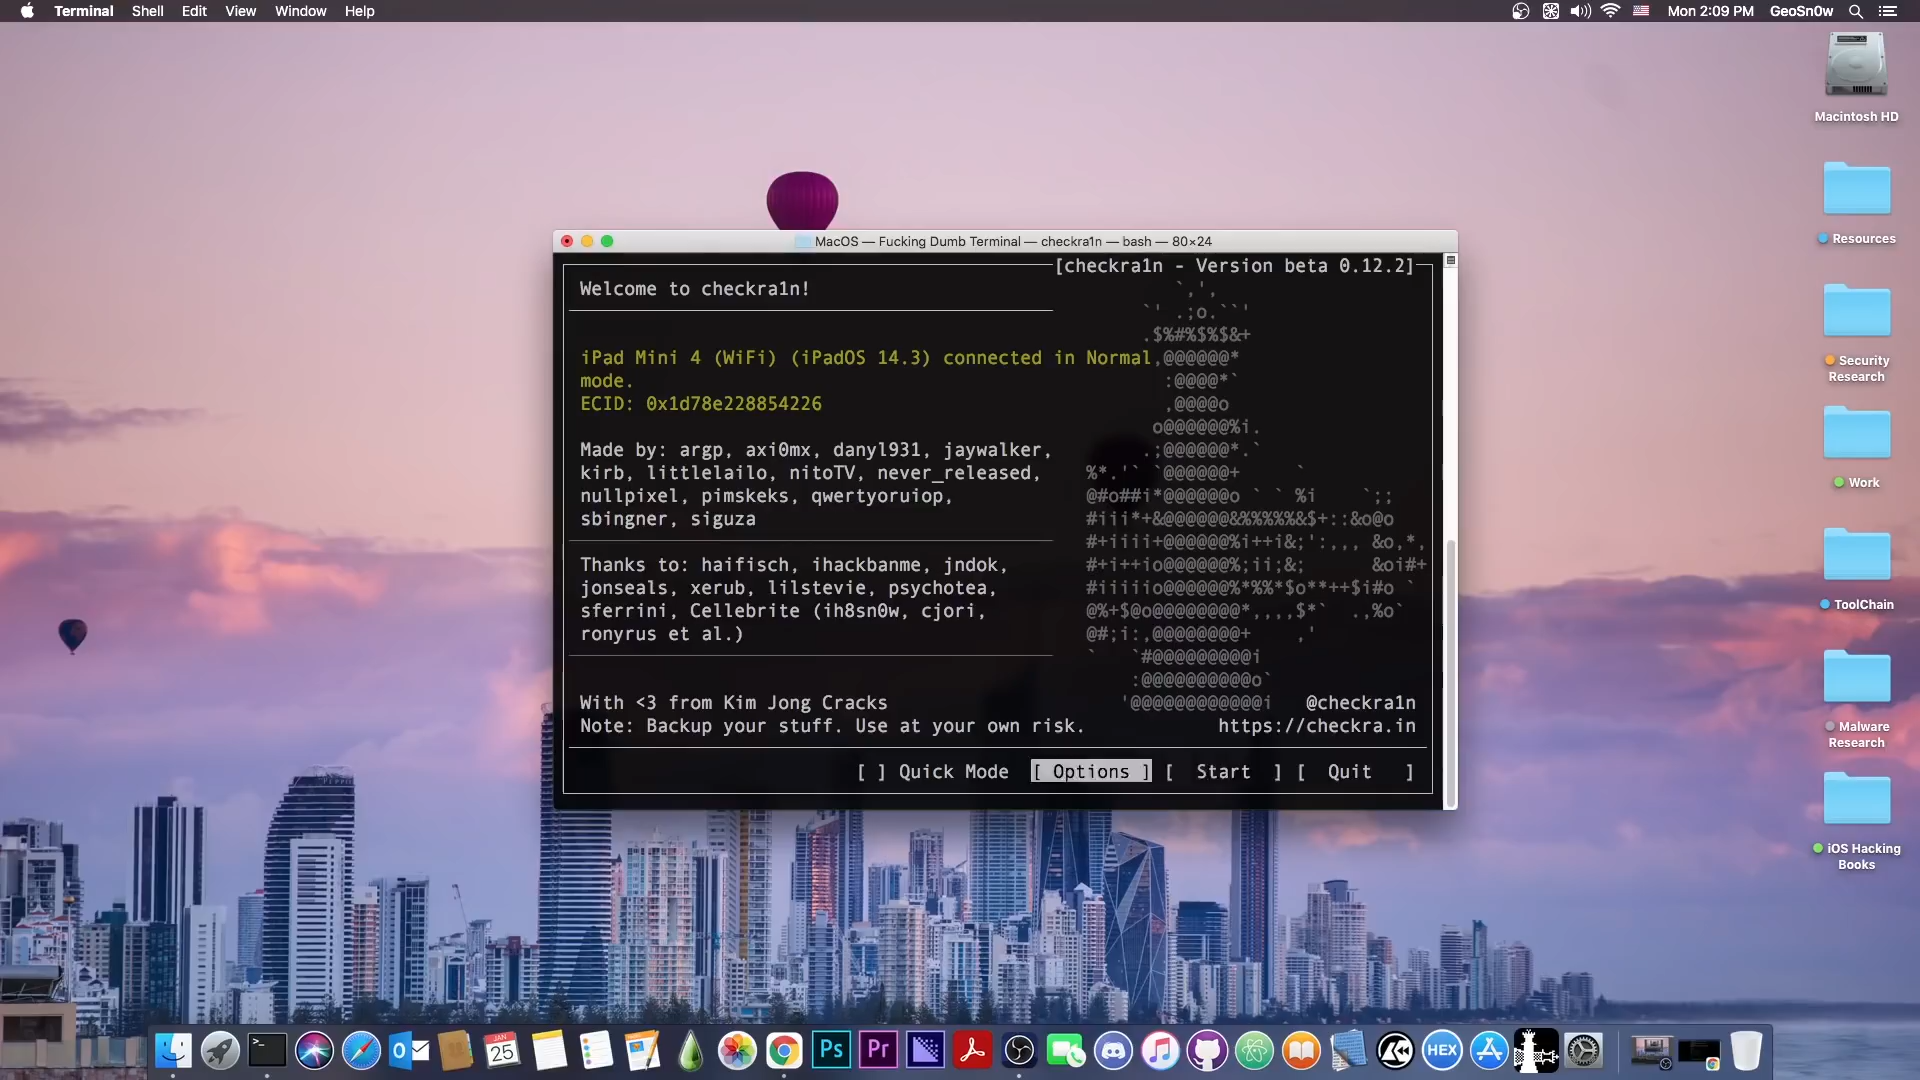 Terminal Shell Edit View Window Help
Mon 2:09 PM GeoSn0w
Macintosh HD
Resources
Security
Research
Work
ToolChain
Malware
Research
iOS Hacking
Books
MacOS — Fucking Dumb Terminal — checkra1n — bash — 80×24
[checkra1n - Version beta 0.12.2]
Welcome to checkra1n!
iPad Mini 4 (WiFi) (iPadOS 14.3) connected in Normal
mode.
ECID: 0x1d78e228854226
Made by: argp, axi0mx, danyl931, jaywalker,
kirb, littlelailo, nitoTV, never_released,
nullpixel, pimskeks, qwertyoruiop,
sbingner, siguza
Thanks to: haifisch, ihackbanme, jndok,
jonseals, xerub, lilstevie, psychotea,
sferrini, Cellebrite (ih8sn0w, cjori,
ronyrus et al.)
With <3 from Kim Jong Cracks
@checkra1n
Note: Backup your stuff. Use at your own risk.
https://checkra.in
[ ] Quick Mode [ Options ] [ Start ] [ Quit ]
JAN
25
Ps
Pr
HEX